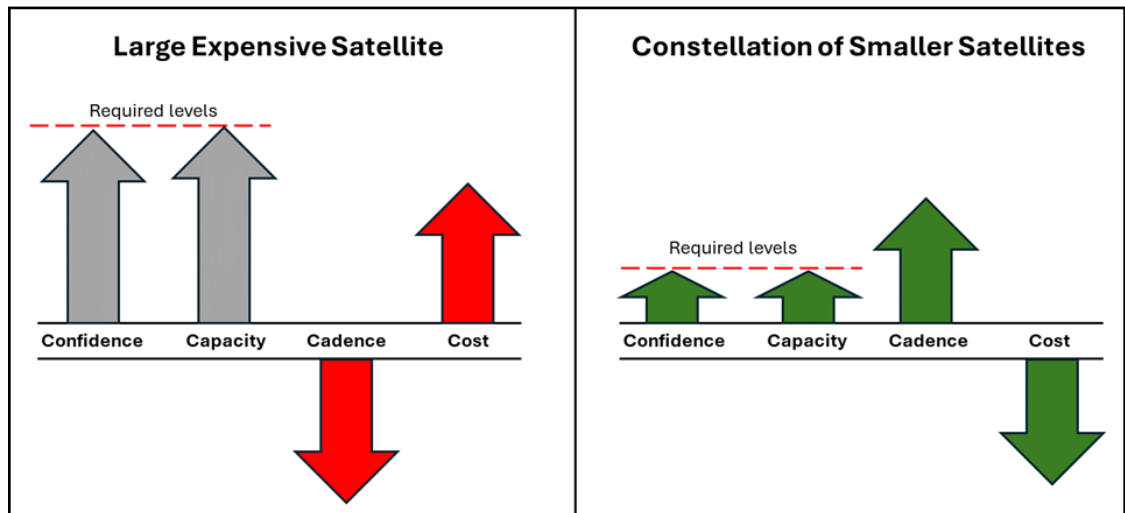 Large Expensive Satellite
Required levels
Confidence Capacity Cadence Cost
Constellation of Smaller Satellites
Required levels
Confidence Capacity Cadence Cost